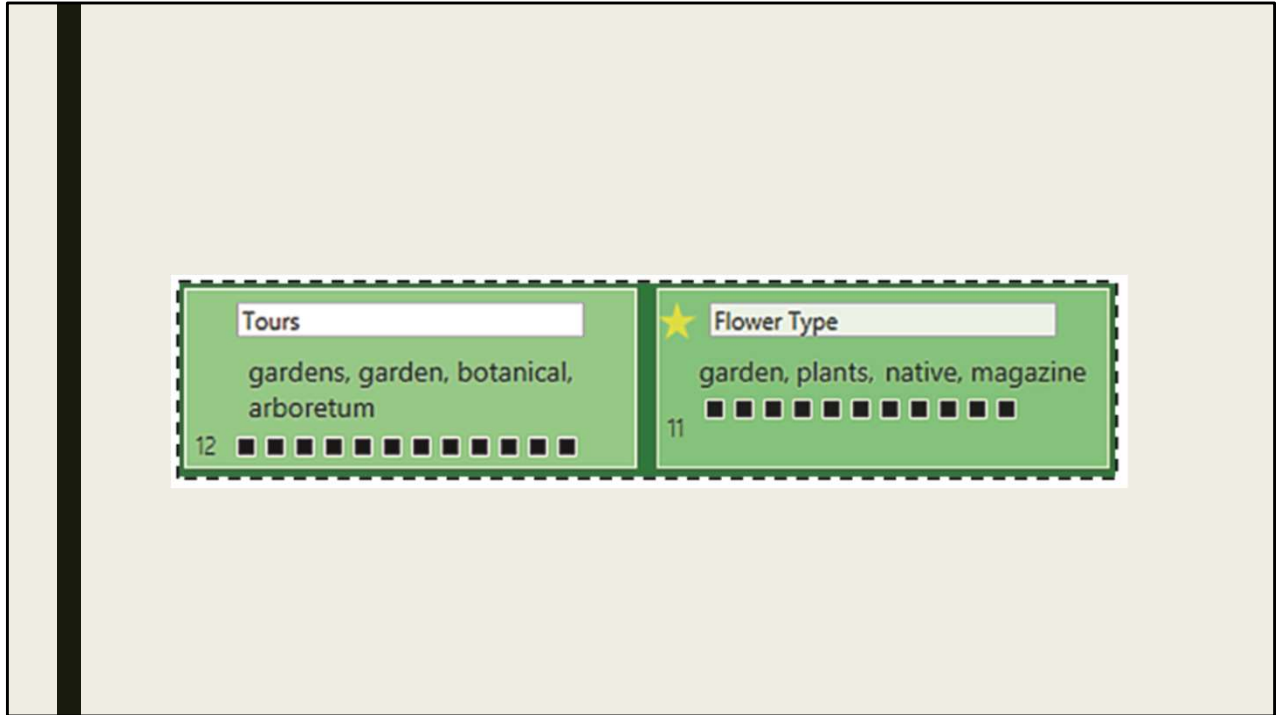 Tours
gardens, garden, botanical,
arboretum
12
Flower Type
garden, plants, native, magazine
11